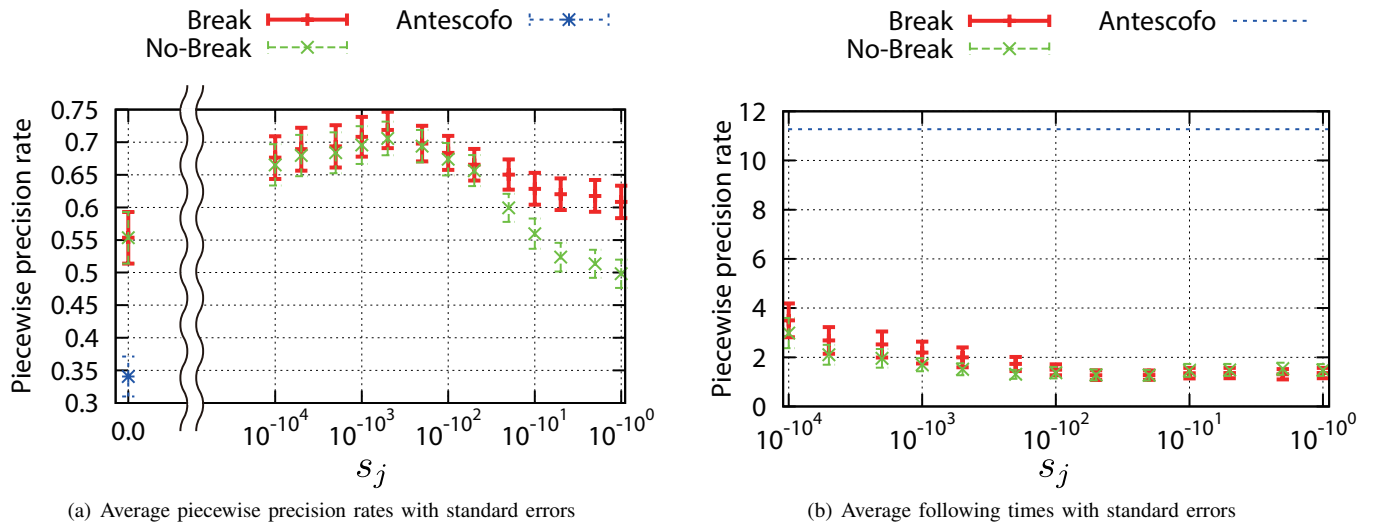 Break
Antescofo
No-Break
Piecewise precision rate
0.75
0.7
0.65
0.6
0.55
0.5
0.45
0.4
0.35
0.3
0.0
10^-10^4
10^-10^3
10^-10^2
10^-10^1
10^-10^0
s_j
(a) Average piecewise precision rates with standard errors
Break
Antescofo
No-Break
Piecewise precision rate
12
10
8
6
4
2
0
10^-10^4
10^-10^3
10^-10^2
10^-10^1
10^-10^0
s_j
(b) Average following times with standard errors